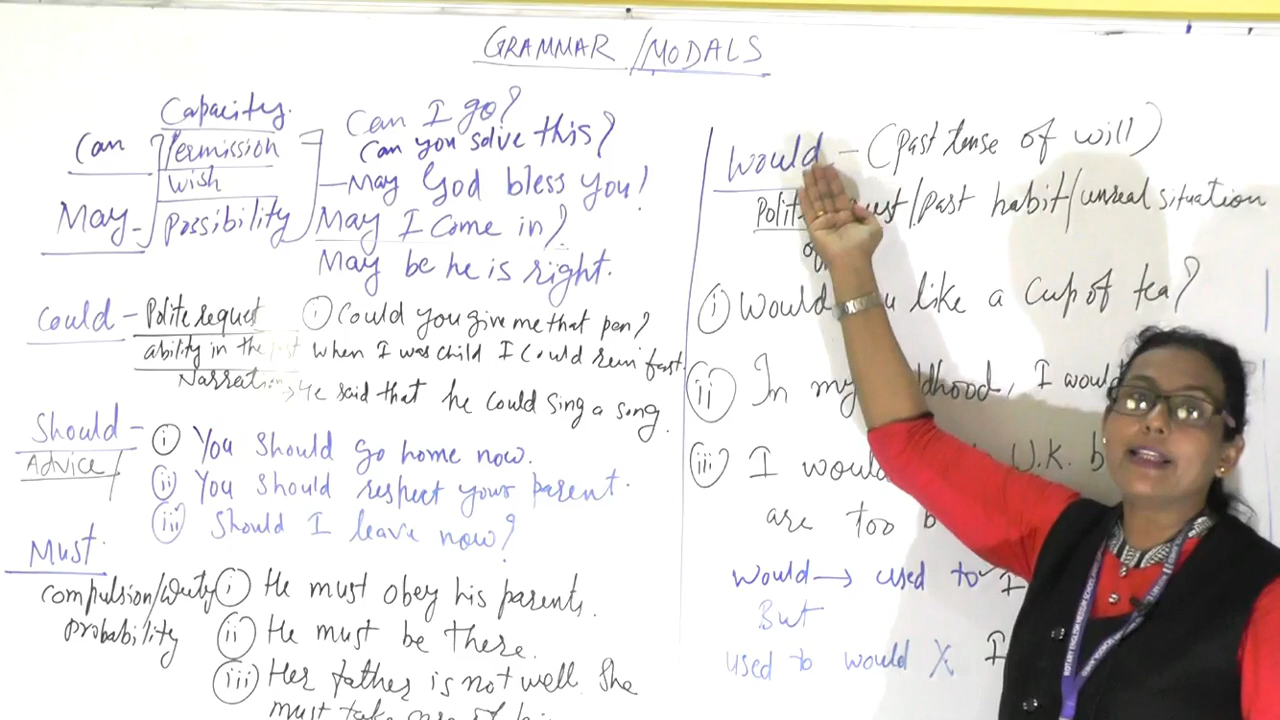 GRAMMAR/MODALS
Capacity.
Can
Permission
wish
May
Possibility
Can I go?
Can you solve this?
May God bless you!
May I come in?
May be he is right.
Could - Polite request
ability in the
Narration
i Could you give me that pen?
When I was child I could run fast
He said that he could sing a song.
Should -
Advice/
i You should go home now.
ii You should respect your parent.
iii Should I leave now?
Must
compulsion/Duty
probability
i He must obey his parents.
ii He must be there.
iii Her father is not well. She
must take care of
Would - (Past tense of will)
Polite /Past habit/unreal situation
i Would like a cup of tea?
ii In my I would
iii I would U.K.
are too
would → used to I
But
used to would X I